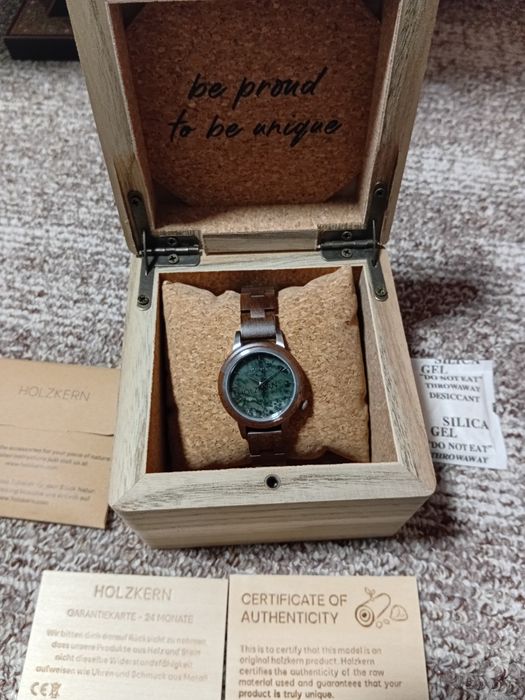 be proud
to be unique
HOLZKERN
SILICA
GEL
"DO NOT EAT"
THROWAWAY
DESICCANT
SILICA
GEL
"DO NOT EAT"
THROWAWAY
HOLZKERN
GARANTIEKARTE - 24 MONATE
Wir bitten dich darauf Rücksicht zu nehmen,
dass unsere Produkte aus Holz und Stein
nicht dieselbe Widerstandsfähigkeit
aufweisen wie Uhren und Schmuck aus Metall
CE
CERTIFICATE OF
AUTHENTICITY
This is to certify that this model is an
original holzkern product. Holzkern
certifies the authenticity of the raw
material used and guarantees that your
product is truly unique.